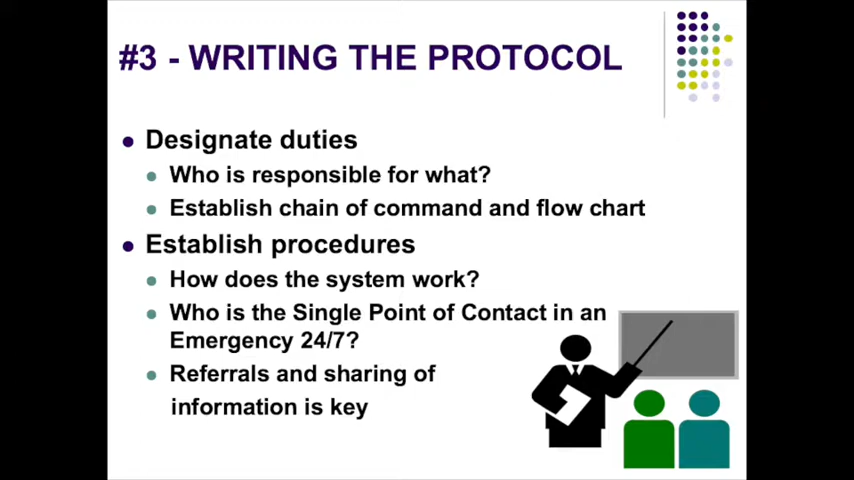 #3 - WRITING THE PROTOCOL
Designate duties
Who is responsible for what?
Establish chain of command and flow chart
Establish procedures
How does the system work?
Who is the Single Point of Contact in an
Emergency 24/7?
Referrals and sharing of
information is key